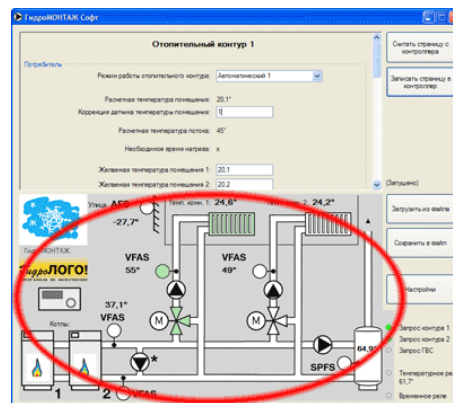 ГидроМОНТАЖ Софт
Отопительный контур 1
Потребитель
Режим работы отопительного контура: Автоматический 1
Расчетная температура помещения: 20,1°
Коррекция датчика температуры помещения: 1
Расчетная температура потока: 45°
Необходимое время нагрева: x
Желаемая температура помещения 1: 20,1
Желаемая температура помещения 2: 20,2
Считать страницу с контроллера
Записать страницу в контроллер
(Запущено)
Загрузить из файла
Сохранить в файл
Настройки
Запрос контура 1
Запрос контура 2
Запрос ГВС
Температурное ре
61,7°
Временное реле
Улица AFS
-27,7°
Темп. комн. 1: 24,6°
2: 24,2°
ГидроМОНТАЖ
ГидроЛОГО!
VFAS
55°
VFAS
49°
37,1°
VFAS
Котлы:
M
M
*
64,9°
SPFS
1
2
VFAS